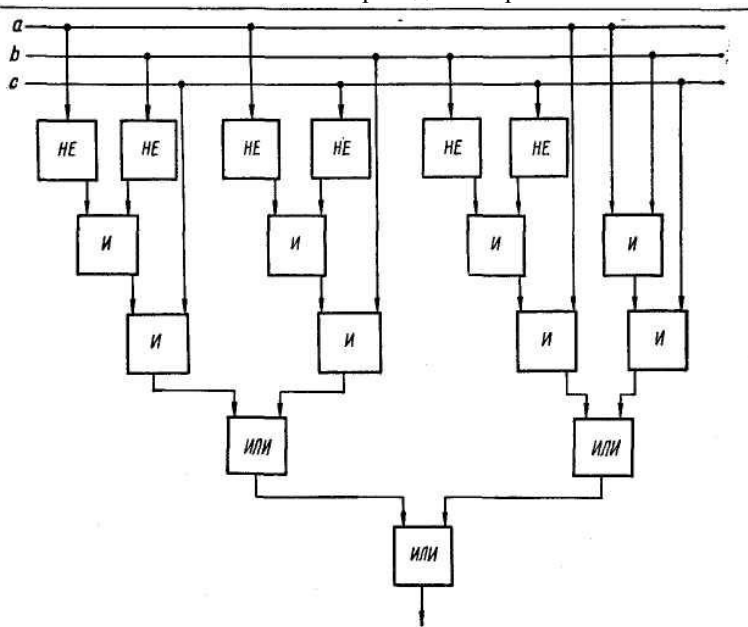 a
b
c
НЕ НЕ НЕ НЕ НЕ НЕ
И И И И
И И И И
ИЛИ ИЛИ
ИЛИ